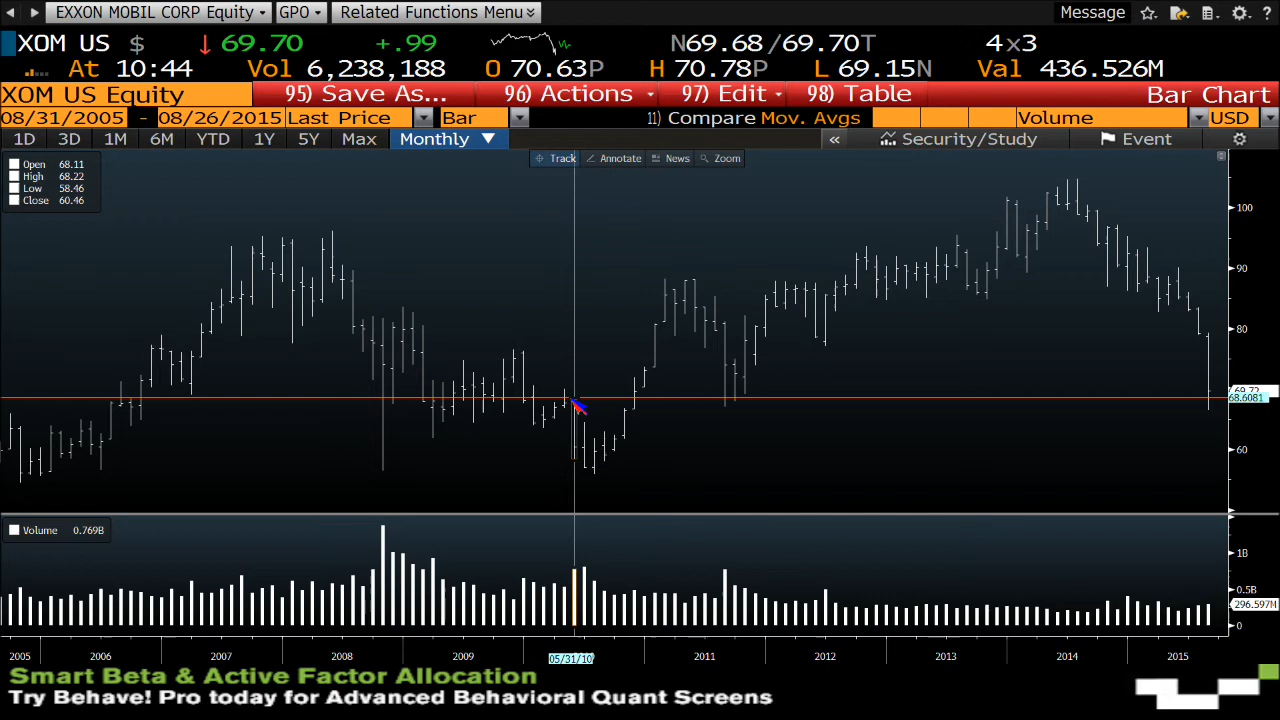 EXXON MOBIL CORP Equity GPO Related Functions Menu Message ?
XOM US $ 69.70 +.99 N69.68/69.70T 4x3
At 10:44 Vol 6,238,188 O 70.63P H 70.78P L 69.15N Val 436.526M
XOM US Equity 95) Save As... 96) Actions 97) Edit 98) Table Bar Chart
08/31/2005 - 08/26/2015 Last Price Bar 11) Compare Mov. Avgs Volume USD
1D 3D 1M 6M YTD 1Y 5Y Max Monthly « Security/Study Event
Track Annotate News Zoom
Open 68.11
High 68.22
Low 58.46
Close 60.46
100
90
80
69.72
68.6081
60
Volume 0.769B
1B
0.5B
296.597M
0
2005 2006 2007 2008 2009 05/31/10 2011 2012 2013 2014 2015
Smart Beta & Active Factor Allocation
Try Behave! Pro today for Advanced Behavioral Quant Screens